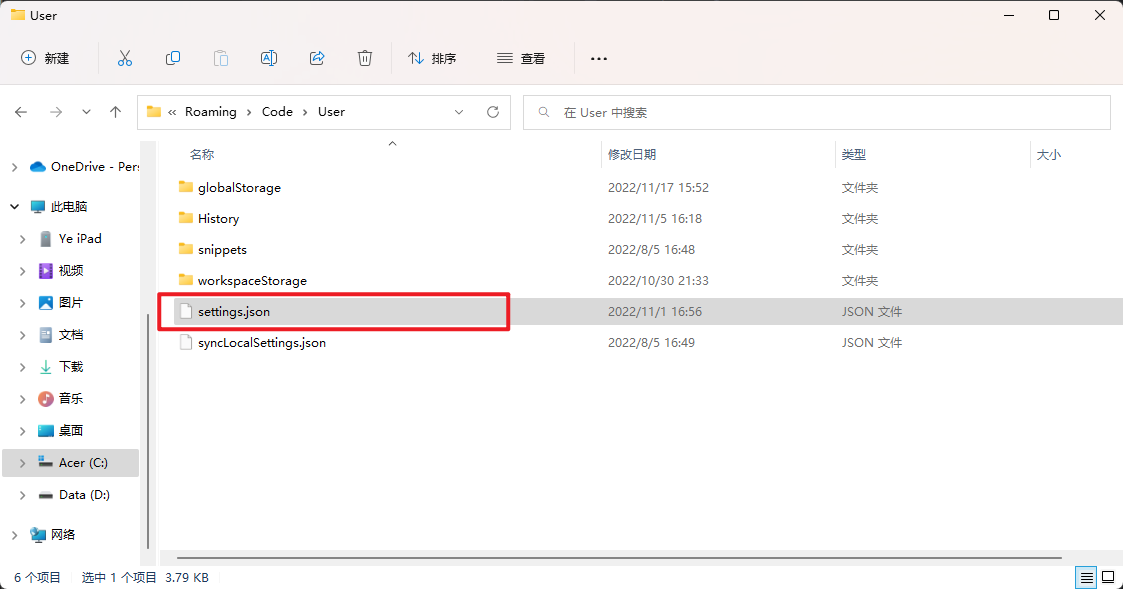 User
新建
排序
查看
« Roaming > Code > User
在 User 中搜索
名称
修改日期
类型
大小
OneDrive - Pers
此电脑
Ye iPad
视频
图片
文档
下载
音乐
桌面
Acer (C:)
Data (D:)
网络
globalStorage 2022/11/17 15:52 文件夹
History 2022/11/5 16:18 文件夹
snippets 2022/8/5 16:48 文件夹
workspaceStorage 2022/10/30 21:33 文件夹
settings.json 2022/11/1 16:56 JSON 文件
syncLocalSettings.json 2022/8/5 16:49 JSON 文件
6 个项目 选中 1 个项目 3.79 KB